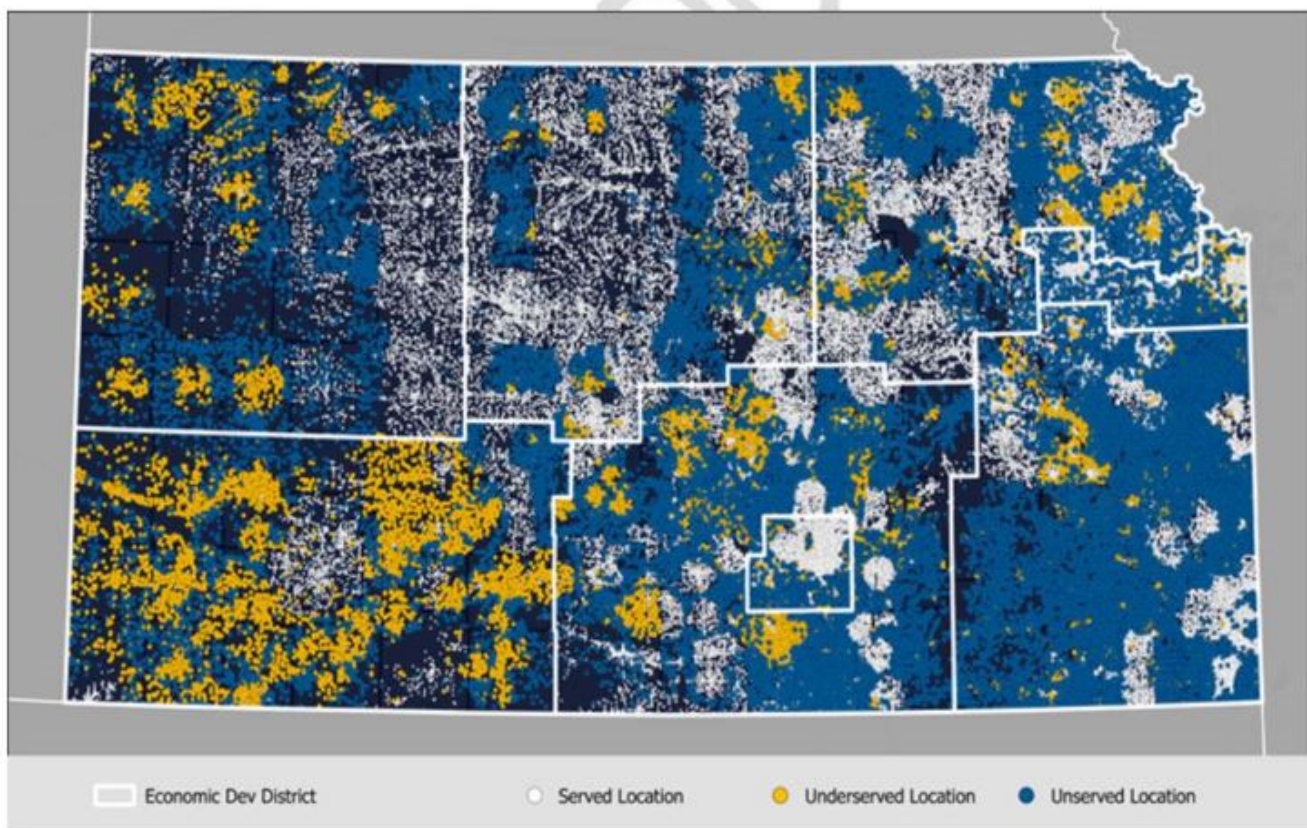 Economic Dev District
Served Location
Underserved Location
Unserved Location